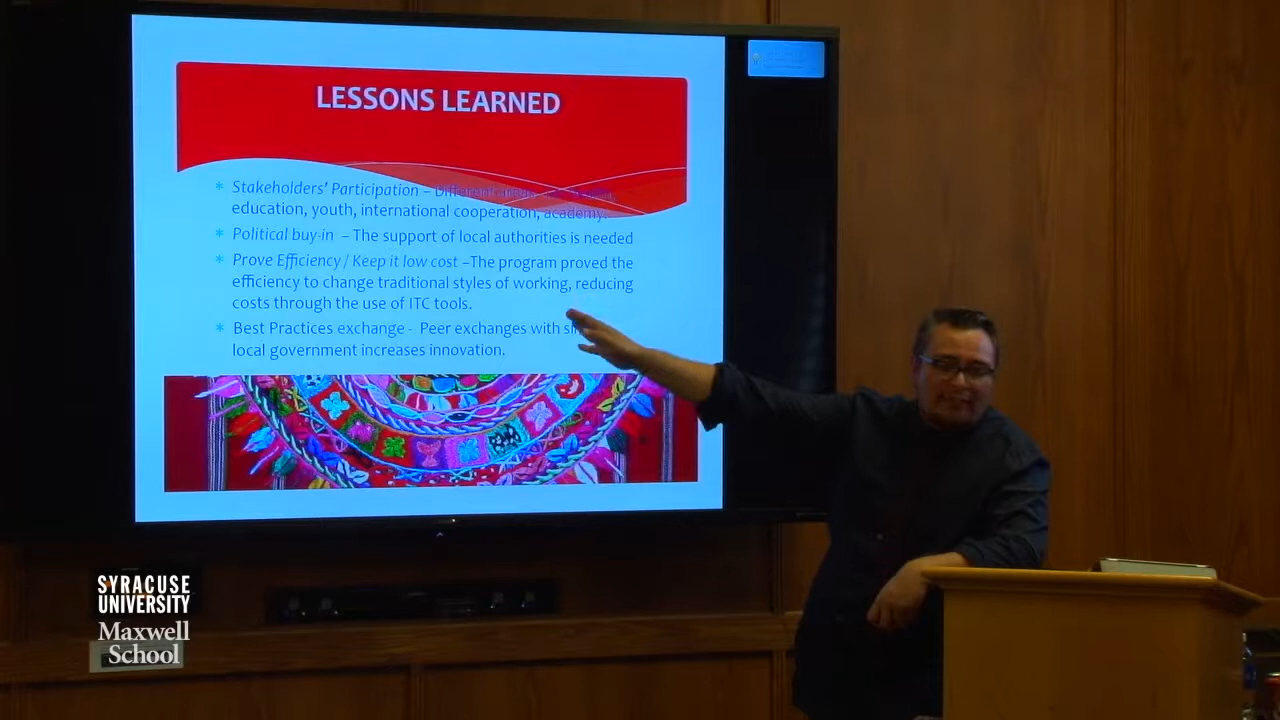 LESSONS LEARNED
* Stakeholders' Participation – Different
education, youth, international cooperation, academy.
* Political buy-in – The support of local authorities is needed
* Prove Efficiency / Keep it low cost –The program proved the
efficiency to change traditional styles of working, reducing
costs through the use of ITC tools.
* Best Practices exchange - Peer exchanges with
local government increases innovation.
SYRACUSE
UNIVERSITY
Maxwell
School